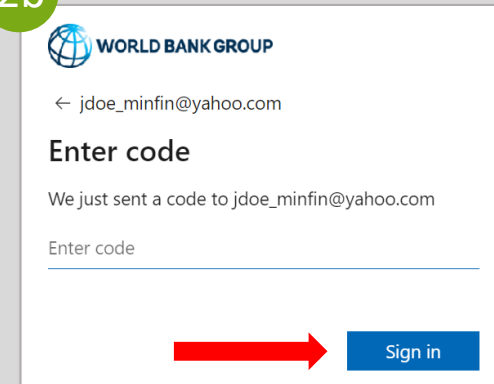 2b
WORLD BANK GROUP
← jdoe_minfin@yahoo.com
Enter code
We just sent a code to jdoe_minfin@yahoo.com
Enter code
Sign in